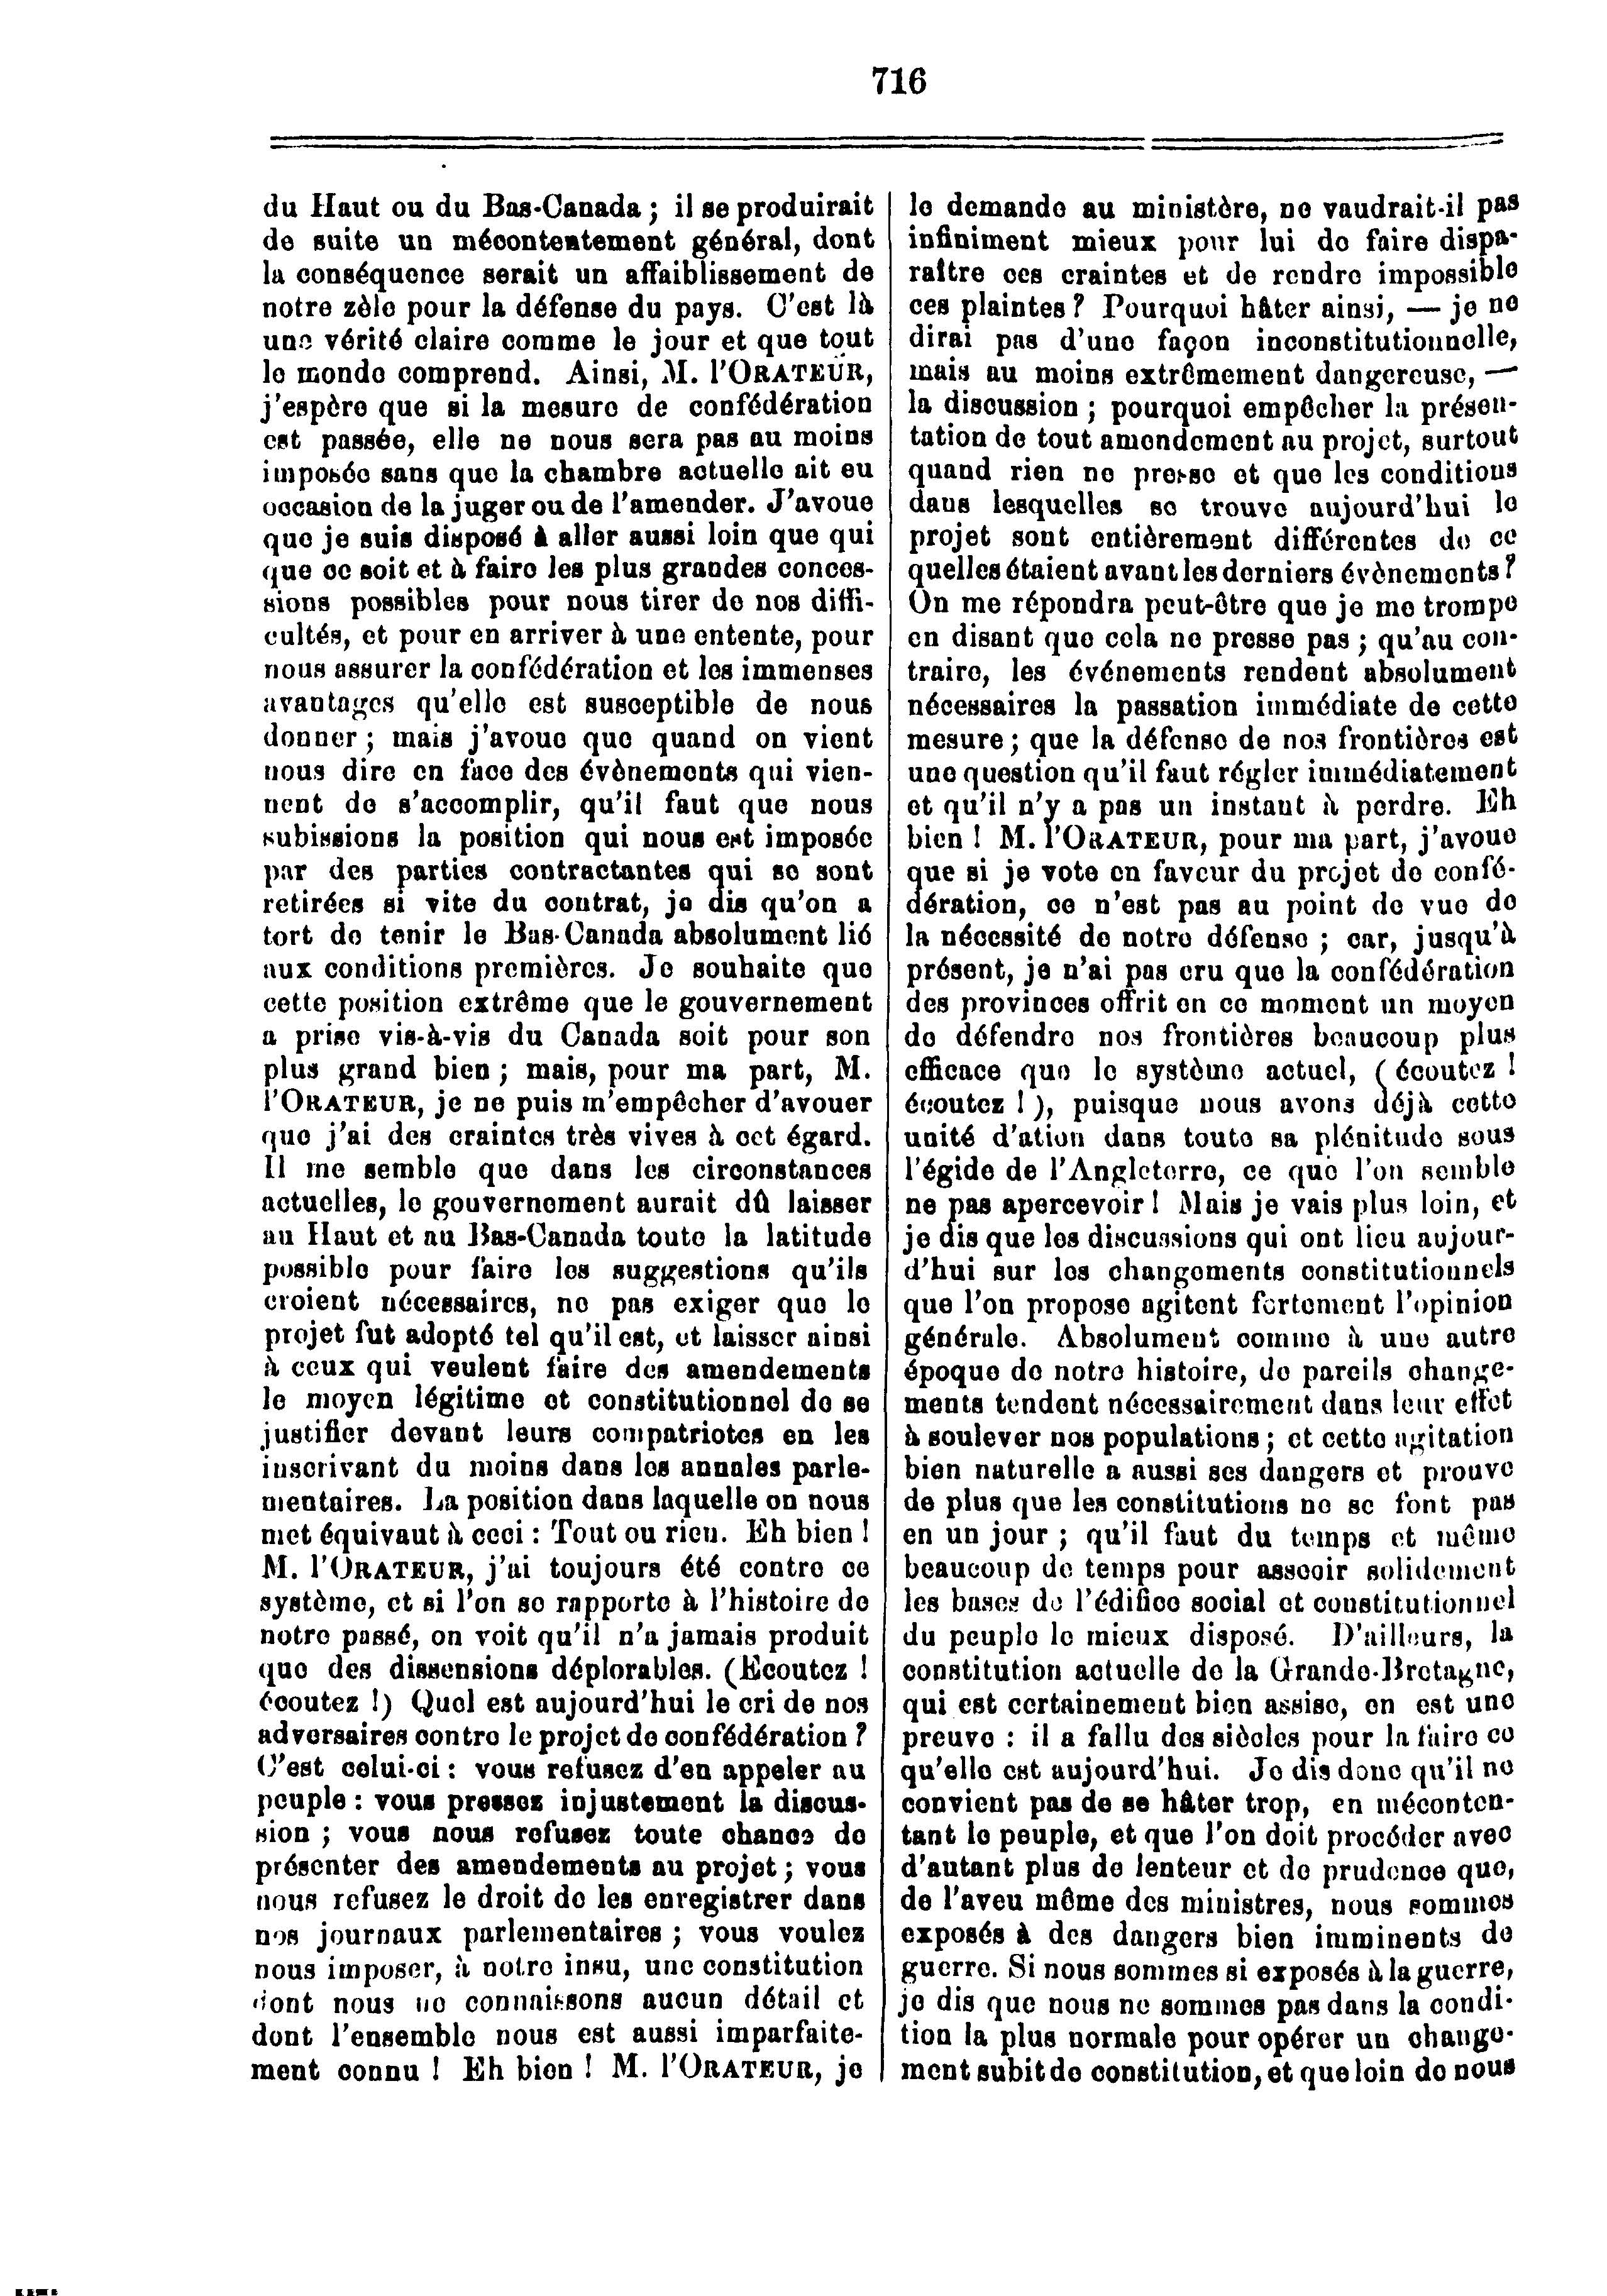 716
du Haut ou du Bas-Canada ; il se produirait
de suite un mécontentement général, dont
la conséquence serait un affaiblissement de
notre zèle pour la défense du pays. C'est là
une vérité claire comme le jour et que tout
le monde comprend. Ainsi, M. l'ORATEUR,
j'espère que si la mesure de confédération
est passée, elle ne nous sera pas au moins
imposée sans que la chambre actuelle ait eu
occasion de la juger ou de l'amender. J'avoue
que je suis disposé à aller aussi loin que qui
que ce soit et à faire les plus grandes conces-
sions possibles pour nous tirer de nos diffi-
cultés, et pour en arriver à une entente, pour
nous assurer la confédération et les immenses
avantages qu'elle est susceptible de nous
donner ; mais j'avoue que quand on vient
nous dire en face des évènements qui vien-
nent de s'accomplir, qu'il faut que nous
subissions la position qui nous est imposée
par des parties contractantes qui se sont
retirées si vite du contrat, je dis qu'on a
tort de tenir le Bas-Canada absolument lié
aux conditions premières. Je souhaite que
cette position extrême que le gouvernement
a prise vis-à-vis du Canada soit pour son
plus grand bien ; mais, pour ma part, M.
l'ORATEUR, je ne puis m'empêcher d'avouer
que j'ai des craintes très vives à cet égard.
Il me semble que dans les circonstances
actuelles, le gouvernement aurait dû laisser
au Haut et au Bas-Canada toute la latitude
possible pour faire les suggestions qu'ils
croient nécessaires, ne pas exiger que le
projet fut adopté tel qu'il est, et laisser ainsi
à ceux qui veulent faire des amendements
le moyen légitime et constitutionnel de se
justifier devant leurs compatriotes en les
inscrivant du moins dans les annales parle-
mentaires. La position dans laquelle on nous
met équivaut à ceci : Tout ou rien. Eh bien !
M. l'ORATEUR, j'ai toujours été contre ce
système, et si l'on se rapporte à l'histoire de
notre passé, on voit qu'il n'a jamais produit
que des dissensions déplorables. (Ecoutez !
écoutez !) Quel est aujourd'hui le cri de nos
adversaires contre le projet de confédération ?
C'est celui-ci : vous refusez d'en appeler au
peuple : vous pressez injustement la discus-
sion ; vous nous refusez toute chance de
présenter des amendements au projet ; vous
nous refusez le droit de les enregistrer dans
nos journaux parlementaires ; vous voulez
nous imposer, à notre insu, une constitution
dont nous ne connaissons aucun détail et
dont l'ensemble nous est aussi imparfaite-
ment connu ! Eh bien ! M. l'ORATEUR, je
le demande au ministère, ne vaudrait-il pas
infiniment mieux pour lui de faire dispa-
raître ces craintes et de rendre impossible
ces plaintes ? Pourquoi hâter ainsi, — je ne
dirai pas d'une façon inconstitutionnelle,
mais au moins extrêmement dangereuse, —
la discussion ; pourquoi empêcher la présen-
tation de tout amendement au projet, surtout
quand rien ne presse et que les conditions
dans lesquelles se trouve aujourd'hui le
projet sont entièrement différentes de ce
quelles étaient avant les derniers évènements ?
On me répondra peut-être que je me trompe
en disant que cela ne presse pas ; qu'au con-
traire, les événements rendent absolument
nécessaires la passation immédiate de cette
mesure ; que la défense de nos frontières est
une question qu'il faut régler immédiatement
et qu'il n'y a pas un instant à perdre. Eh
bien ! M. l'ORATEUR, pour ma part, j'avoue
que si je vote en faveur du projet de confé-
dération, ce n'est pas au point de vue de
la nécessité de notre défense ; car, jusqu'à
présent, je n'ai pas cru que la confédération
des provinces offrit en ce moment un moyen
de défendre nos frontières beaucoup plus
efficace que le système actuel, (écoutez !
écoutez !), puisque nous avons déjà cette
unité d'ation dans toute sa plénitude sous
l'égide de l'Angleterre, ce que l'on semble
ne pas apercevoir ! Mais je vais plus loin, et
je dis que les discussions qui ont lieu aujour-
d'hui sur les changements constitutionnels
que l'on propose agitent fortement l'opinion
générale. Absolument comme à une autre
époque de notre histoire, de pareils change-
ments tendent nécessairement dans leur effet
à soulever nos populations ; et cette agitation
bien naturelle a aussi ses dangers et prouve
de plus que les constitutions ne se font pas
en un jour ; qu'il faut du temps et même
beaucoup de temps pour asseoir solidement
les bases de l'édifice social et constitutionnel
du peuple le mieux disposé. D'ailleurs, la
constitution actuelle de la Grande-Bretagne,
qui est certainement bien assise, en est une
preuve : il a fallu des siècles pour la faire ce
qu'elle est aujourd'hui. Je dis donc qu'il ne
convient pas de se hâter trop, en méconten-
tant le peuple, et que l'on doit procéder avec
d'autant plus de lenteur et de prudence que,
de l'aveu même des ministres, nous sommes
exposés à des dangers bien imminents de
guerre. Si nous sommes si exposés à la guerre,
je dis que nous ne sommes pas dans la condi-
tion la plus normale pour opérer un change-
ment subit de constitution, et que loin de nous